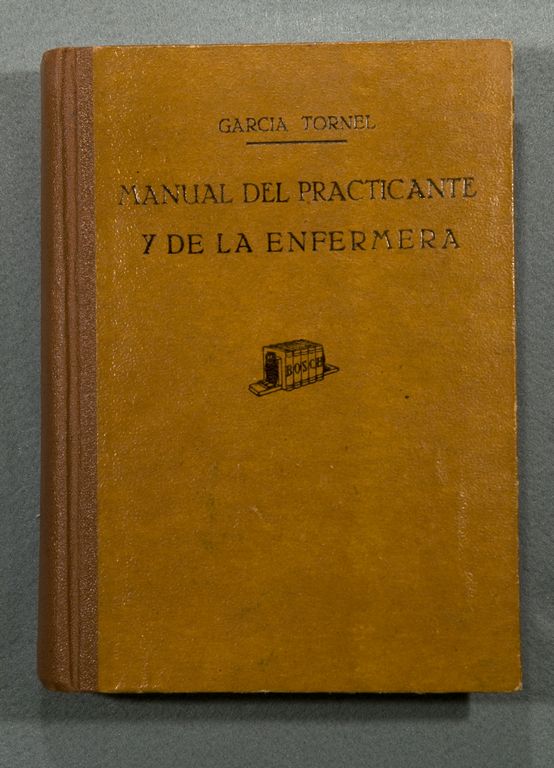 GARCIA TORNEL
MANUAL DEL PRACTICANTE
Y DE LA ENFERMERA
BOSCH